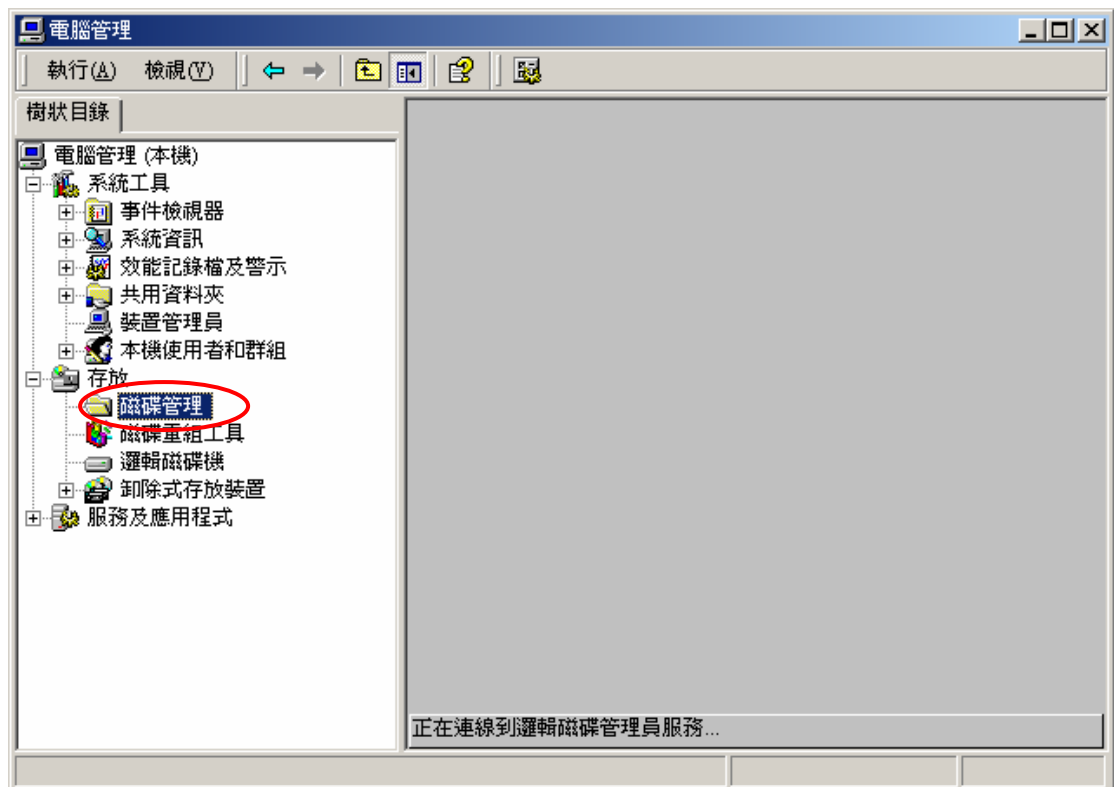 電腦管理
執行(A) 檢視(V)
樹狀目錄
電腦管理 (本機)
系統工具
事件檢視器
系統資訊
效能記錄檔及警示
共用資料夾
裝置管理員
本機使用者和群組
存放
磁碟管理
磁碟重組工具
邏輯磁碟機
卸除式存放裝置
服務及應用程式
正在連線到邏輯磁碟管理員服務...